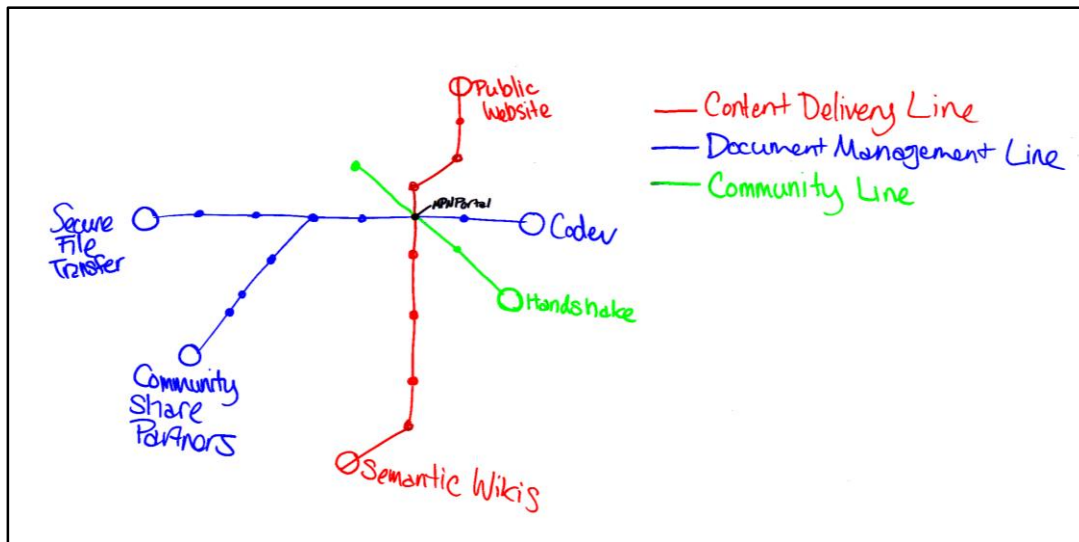 Public
Website
Content Delivery Line
Document Management Line
Community Line
MPN Portal
Secure
File
Transfer
Codev
Handshake
Community
Share
Partners
Semantic Wikis